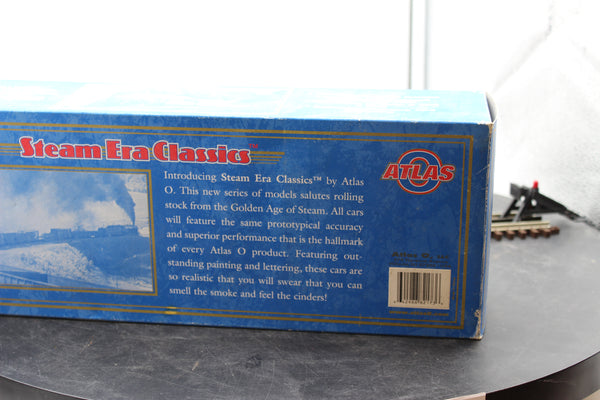 Steam Era Classics™
Introducing Steam Era Classics™ by Atlas
O. This new series of models salutes rolling
stock from the Golden Age of Steam. All cars
will feature the same prototypical accuracy
and superior performance that is the hallmark
of every Atlas O product. Featuring out-
standing painting and lettering, these cars are
so realistic that you will swear that you can
smell the smoke and feel the cinders!
ATLAS
O